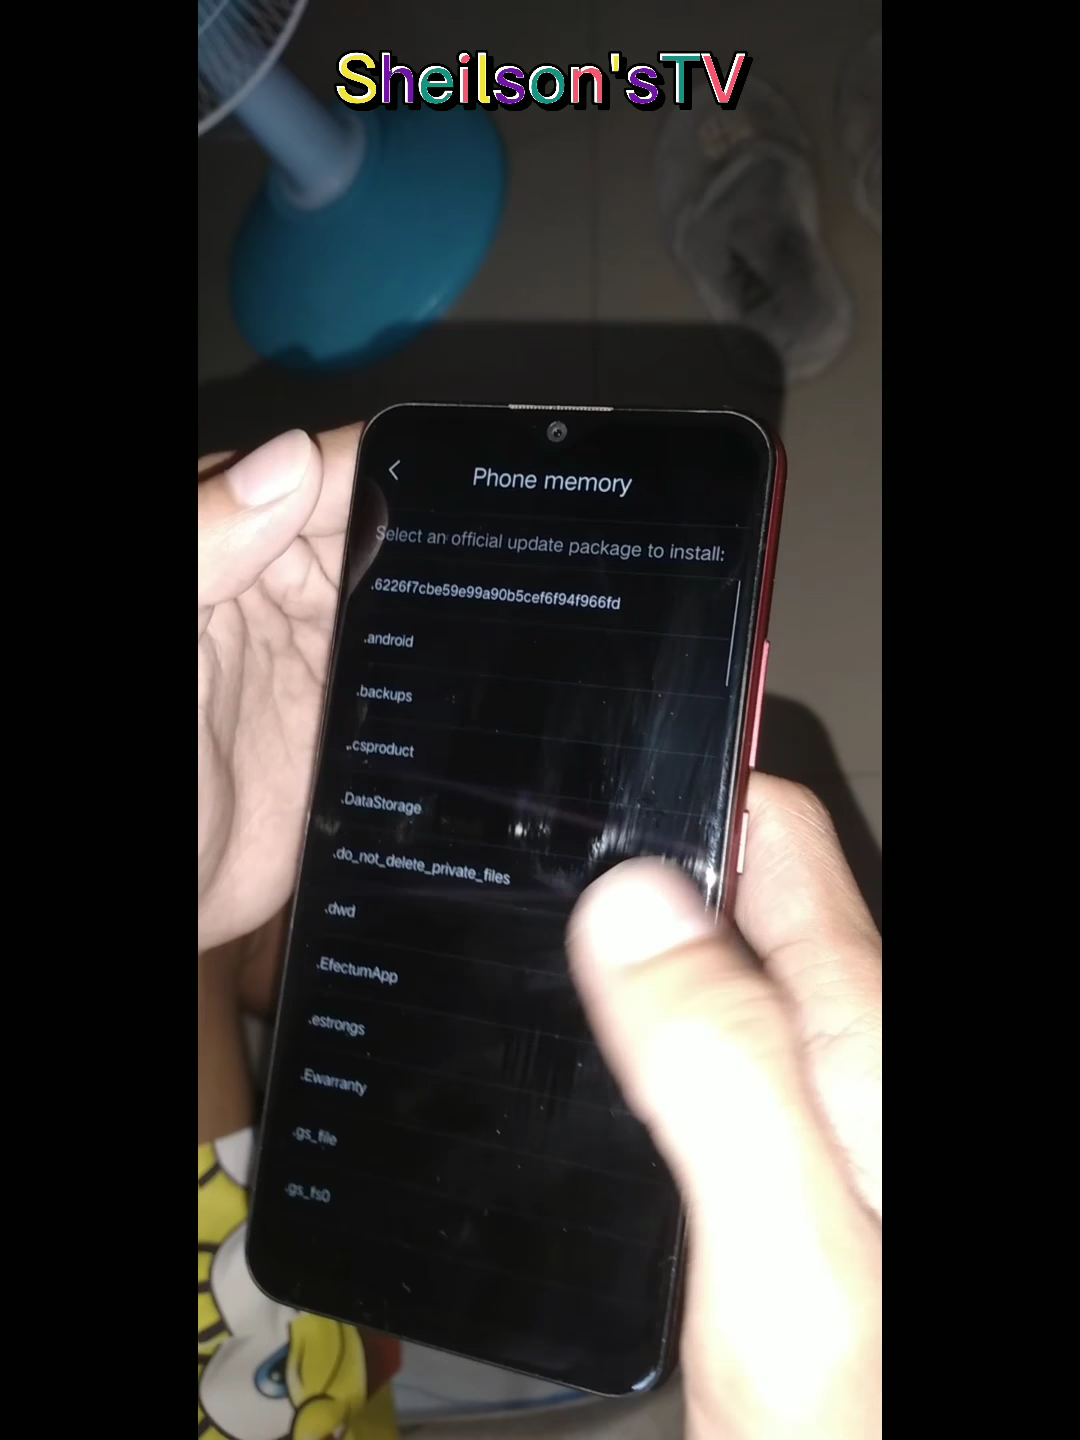 Sheilson'sTV
Phone memory
Select an official update package to install:
.6226f7cbe59e99a90b5cef6f94f966fd
.android
.backups
.csproduct
.DataStorage
.do_not_delete_private_files
.dwd
.EfectumApp
.estrongs
.Ewarranty
.gs_file
.gs_fs0